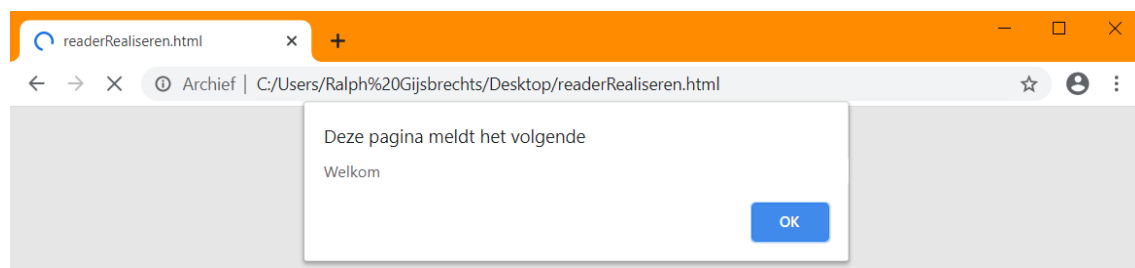 readerRealiseren.html
Archief | C:/Users/Ralph%20Gijsbrechts/Desktop/readerRealiseren.html
Deze pagina meldt het volgende
Welkom
OK